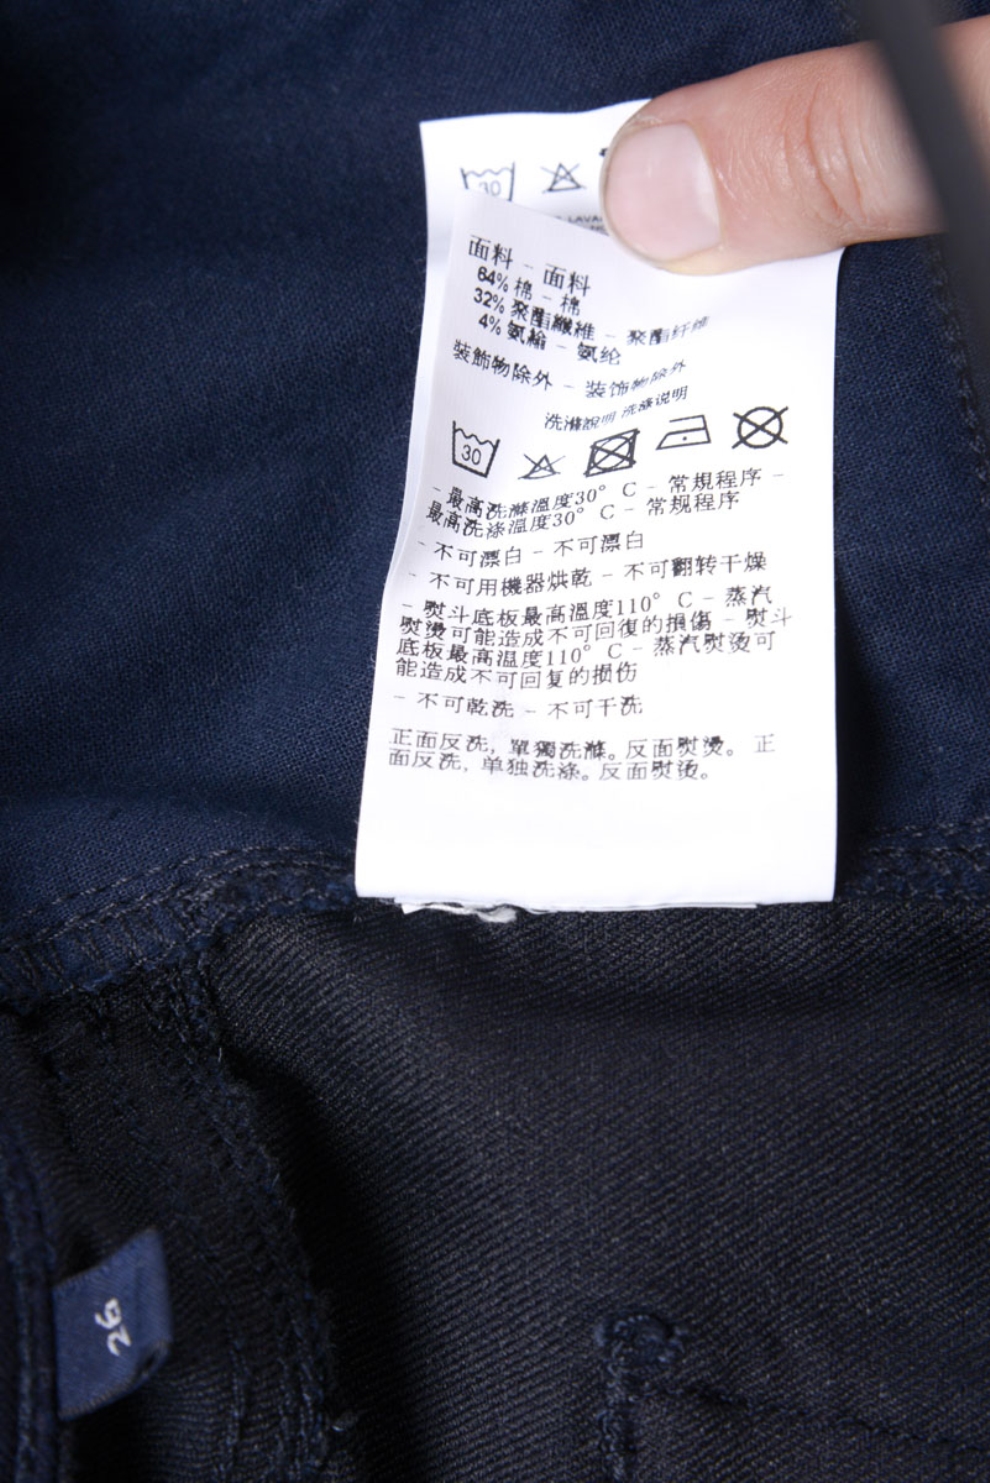 30
LAVA
面料 - 面料
64% 棉 - 棉
32% 聚酯纖維 - 聚酯纤维
4% 氨綸 - 氨纶
裝飾物除外 - 装饰物除外
洗滌說明 洗涤说明
30
- 最高洗滌溫度30° C - 常規程序 -
最高洗涤温度30° C - 常规程序
- 不可漂白 - 不可漂白
- 不可用機器烘乾 - 不可翻转干燥
- 熨斗底板最高溫度110° C - 蒸汽
熨燙可能造成不可回復的損傷 - 熨斗
底板最高温度110° C - 蒸汽熨烫可
能造成不可回复的损伤
- 不可乾洗 - 不可干洗
正面反洗, 單獨洗滌。反面熨燙。 正
面反洗, 单独洗涤。反面熨烫。
26